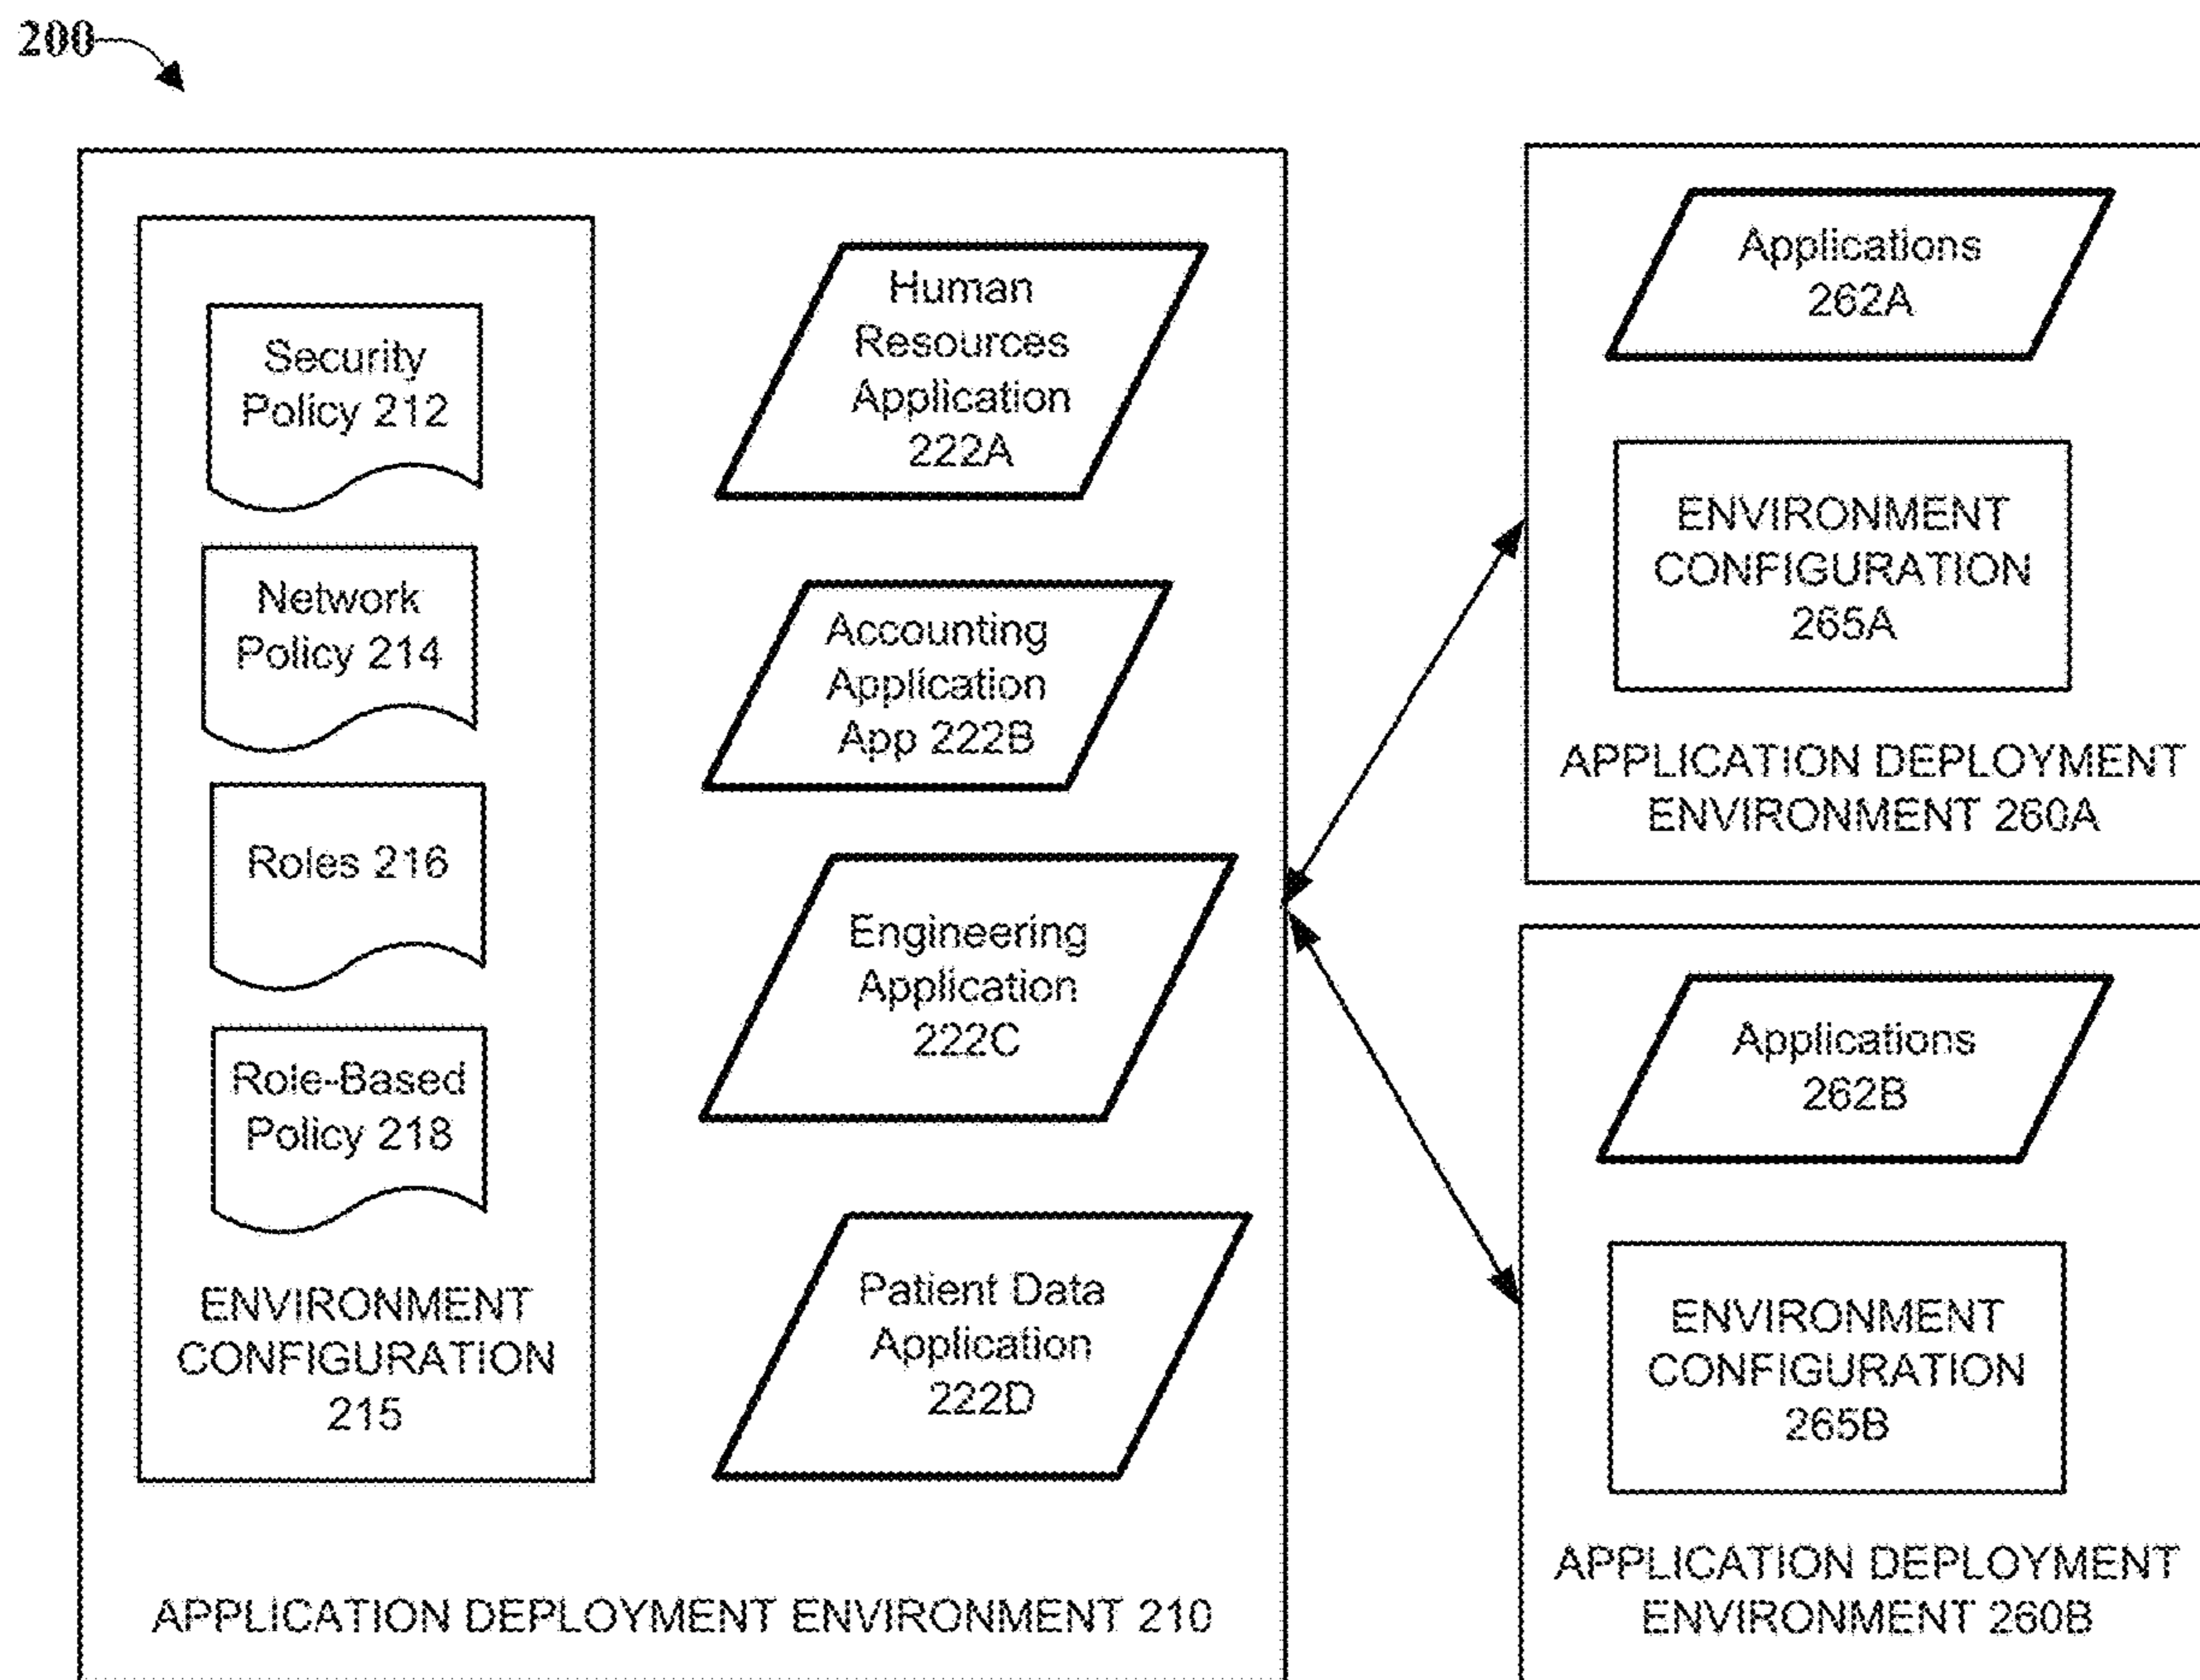 200
Security
Policy 212
Network
Policy 214
Roles 216
Role-Based
Policy 218
ENVIRONMENT
CONFIGURATION
215
Human
Resources
Application
222A
Accounting
Application
App 222B
Engineering
Application
222C
Patient Data
Application
222D
APPLICATION DEPLOYMENT ENVIRONMENT 210
Applications
262A
ENVIRONMENT
CONFIGURATION
265A
APPLICATION DEPLOYMENT
ENVIRONMENT 260A
Applications
262B
ENVIRONMENT
CONFIGURATION
265B
APPLICATION DEPLOYMENT
ENVIRONMENT 260B